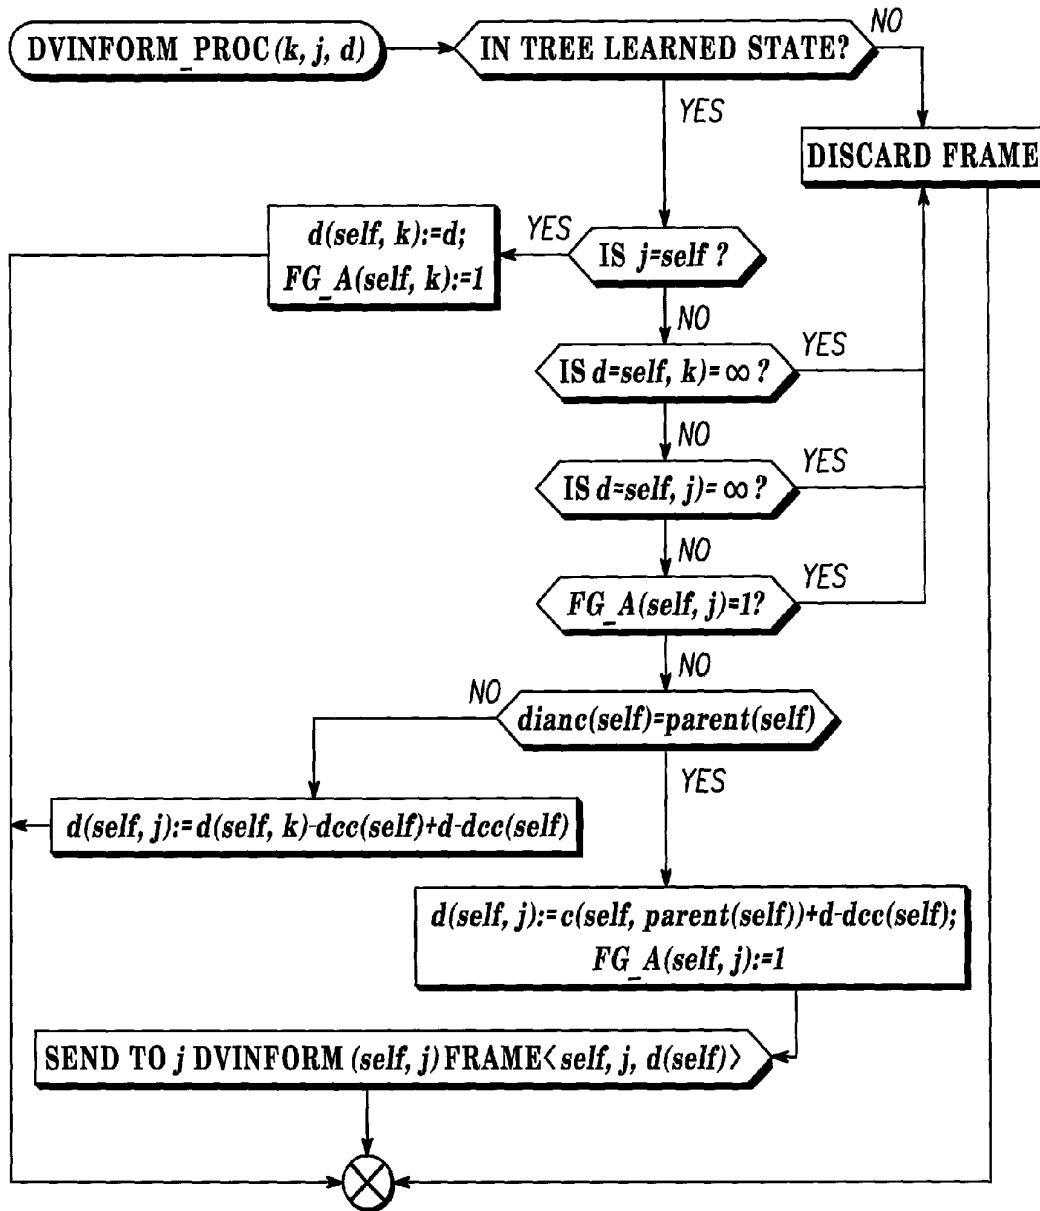 DVINFORM_PROC(k, j, d)
IN TREE LEARNED STATE?
NO
YES
DISCARD FRAME
d(self, k):=d;
FG_A(self, k):=1
YES
IS j=self ?
NO
IS d=self, k)=∞ ?
YES
NO
IS d=self, j)=∞ ?
YES
NO
FG_A(self, j)=1?
YES
NO
NO
dianc(self)=parent(self)
YES
d(self, j):=d(self, k)-dcc(self)+d-dcc(self)
d(self, j):=c(self, parent(self))+d-dcc(self);
FG_A(self, j):=1
SEND TO j DVINFORM (self, j) FRAME<self, j, d(self)>